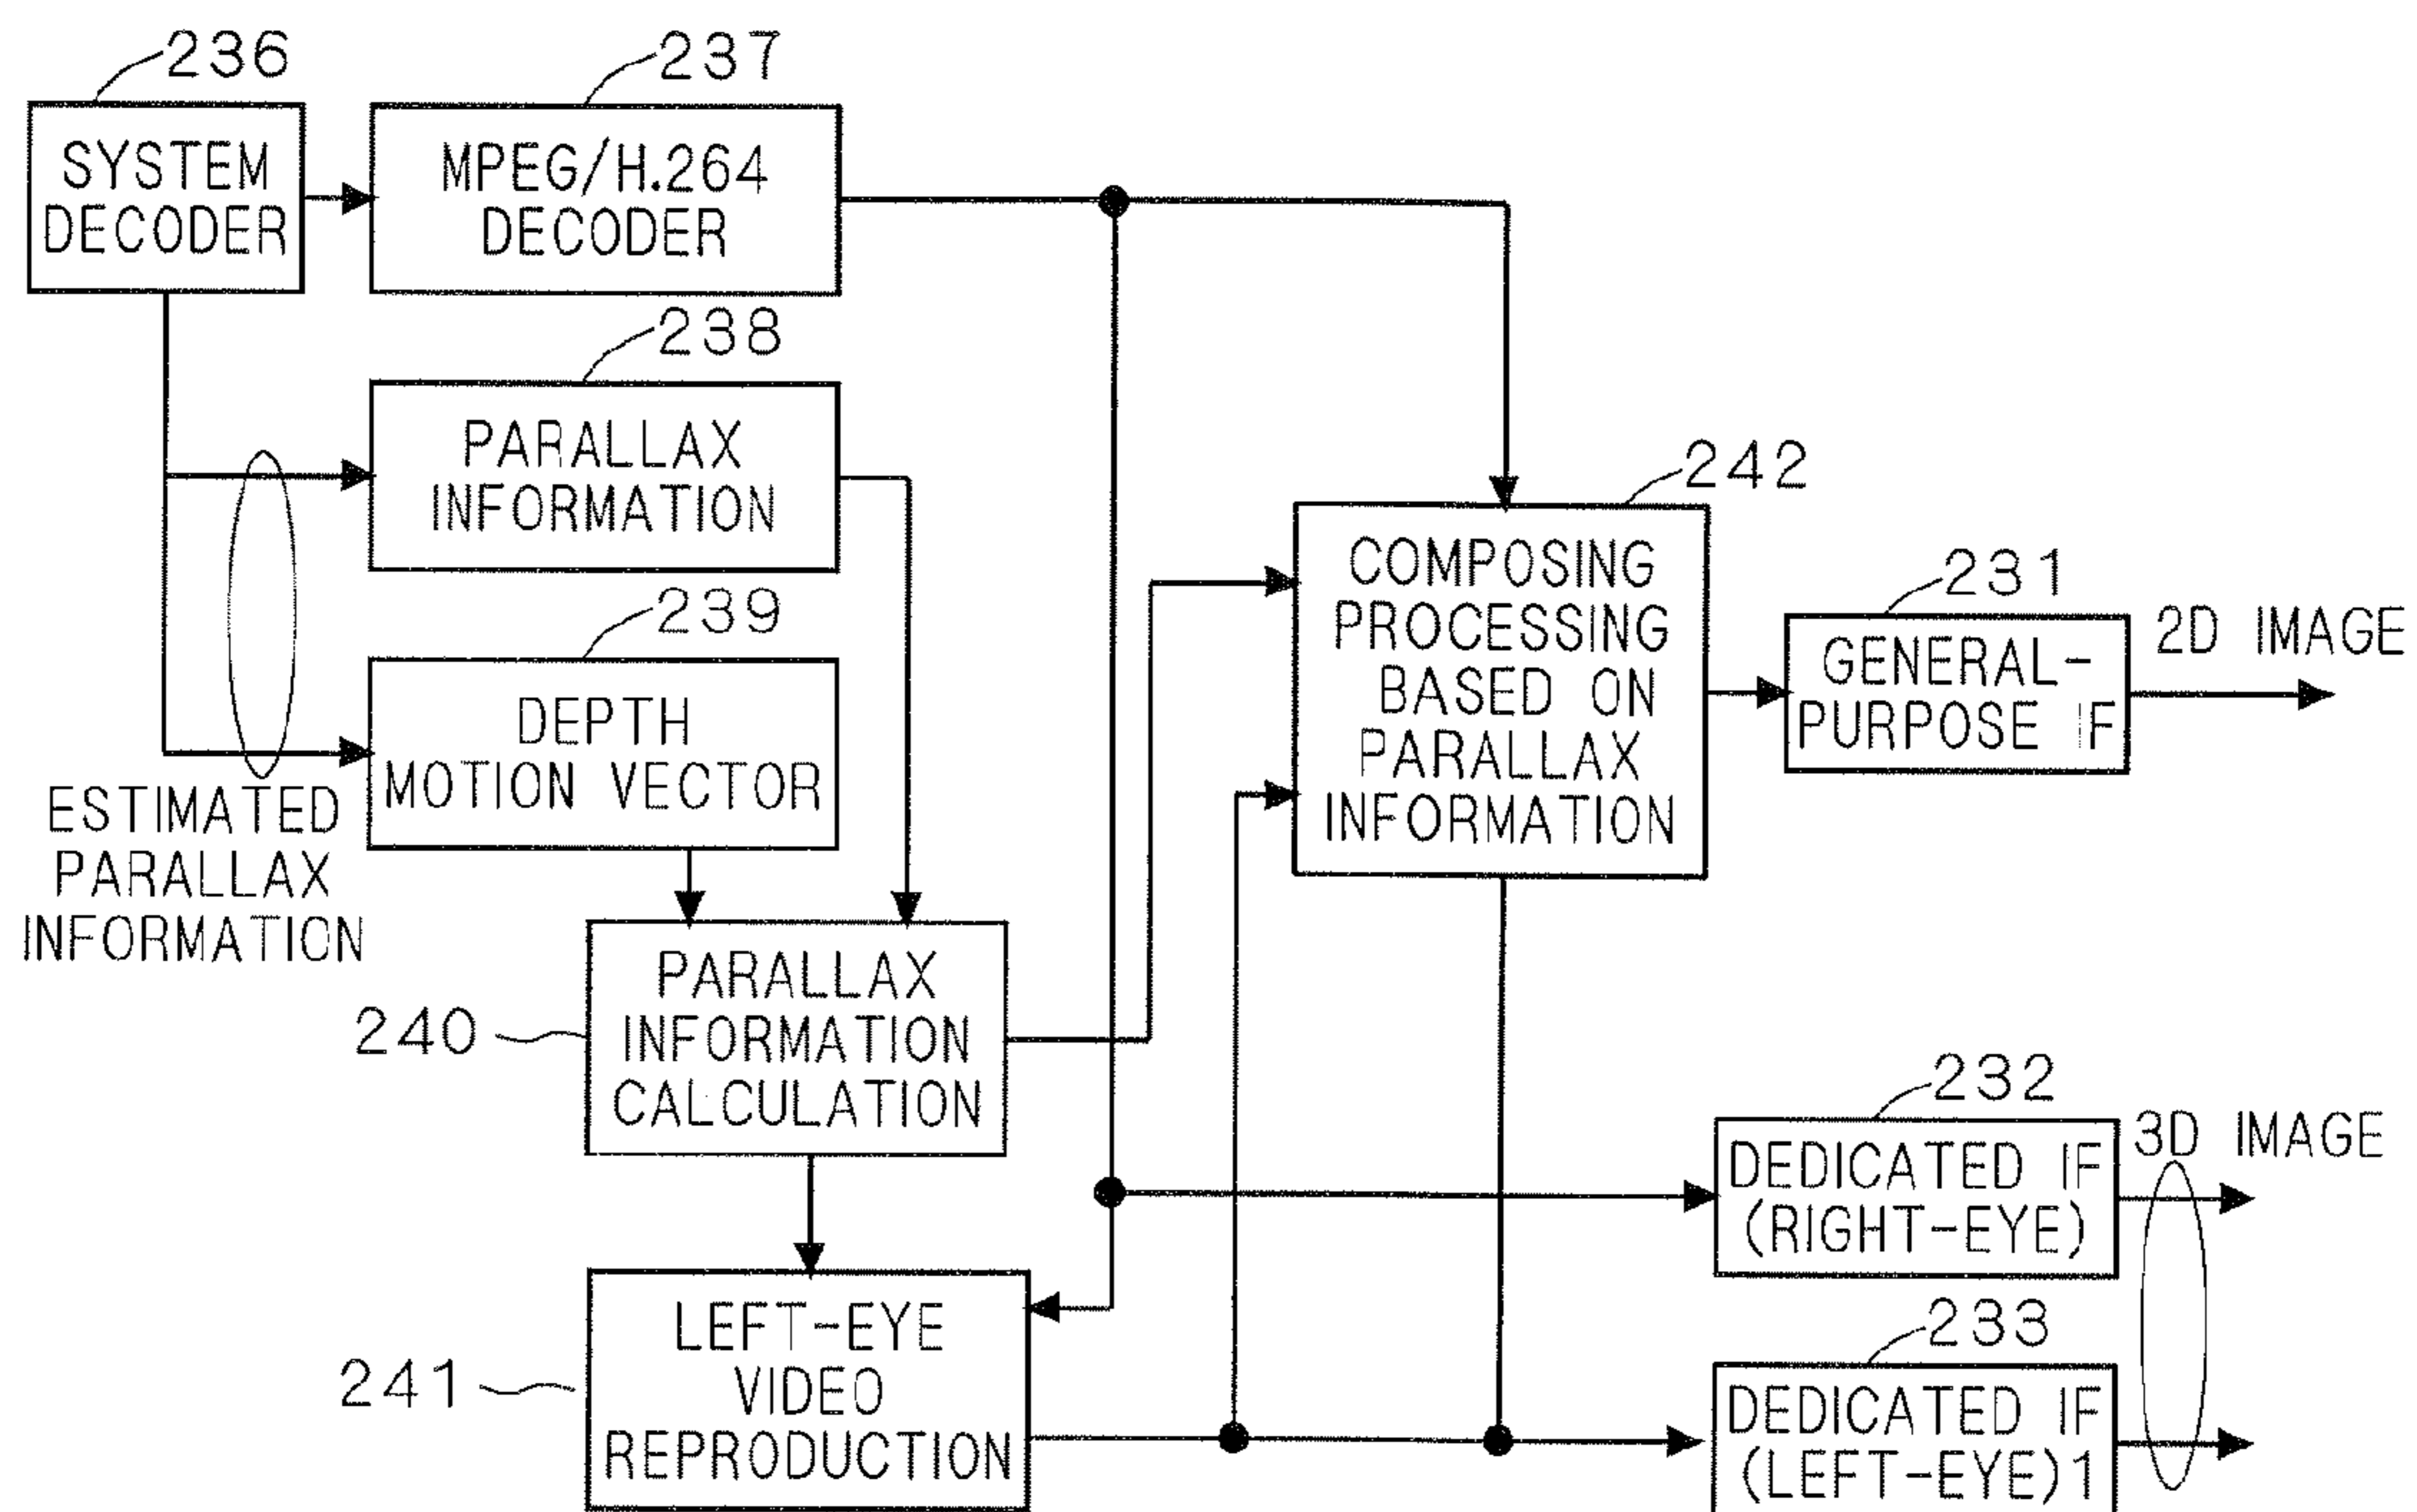 236
SYSTEM
DECODER
237
MPEG/H.264
DECODER
238
PARALLAX
INFORMATION
239
DEPTH
MOTION VECTOR
ESTIMATED
PARALLAX
INFORMATION
240
PARALLAX
INFORMATION
CALCULATION
241
LEFT-EYE
VIDEO
REPRODUCTION
242
COMPOSING
PROCESSING
BASED ON
PARALLAX
INFORMATION
231
GENERAL-
PURPOSE IF
2D IMAGE
232
DEDICATED IF
(RIGHT-EYE)
3D IMAGE
233
DEDICATED IF
(LEFT-EYE)1